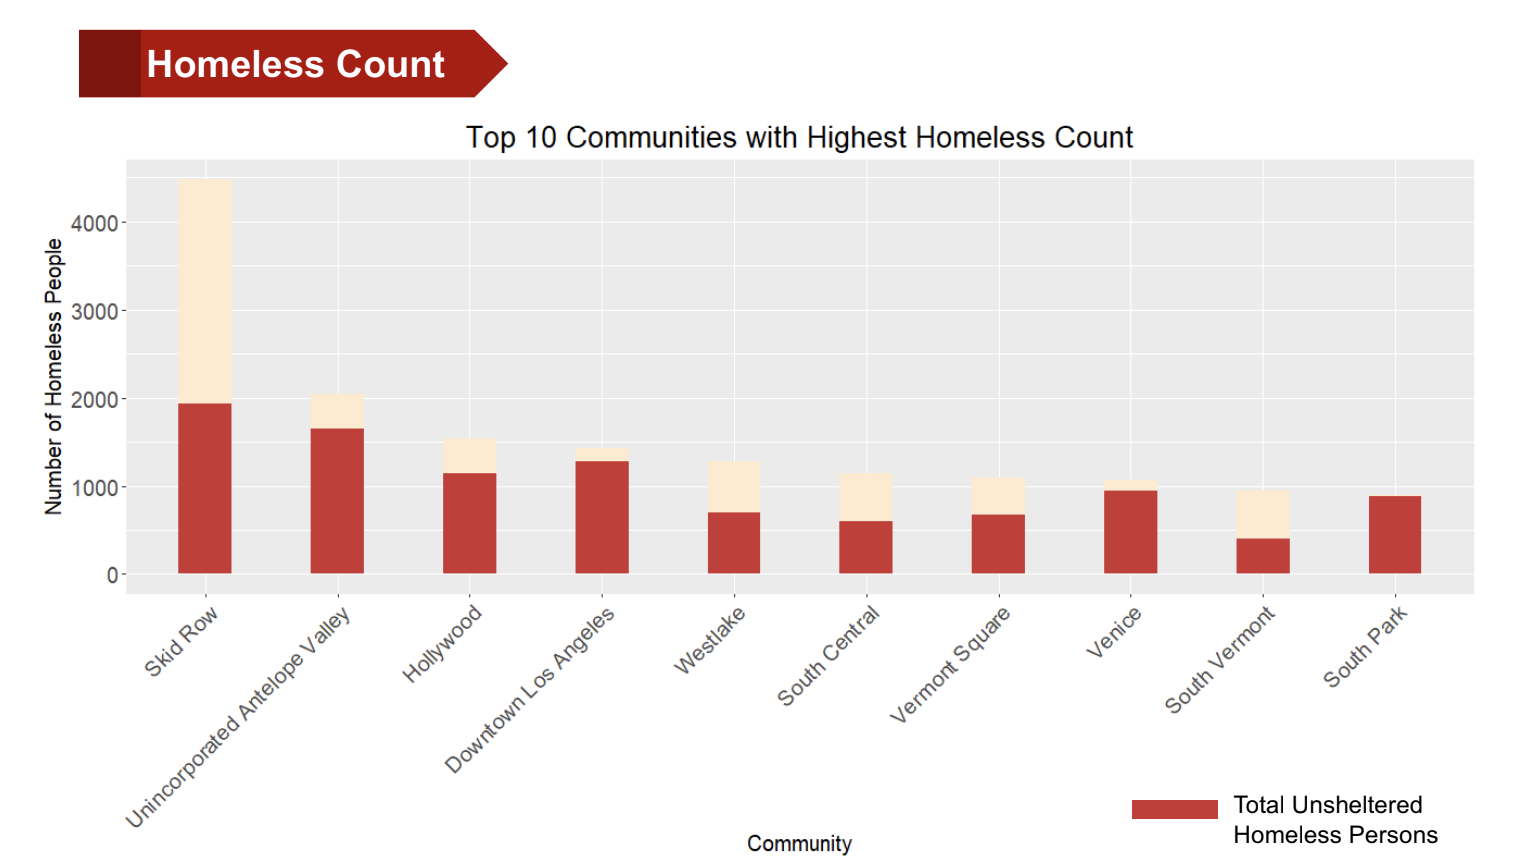 Homeless Count
Top 10 Communities with Highest Homeless Count
Number of Homeless People
4000
3000
2000
1000
0
Skid Row
Unincorporated Antelope Valley
Hollywood
Downtown Los Angeles
Westlake
South Central
Vermont Square
Venice
South Vermont
South Park
Community
Total Unsheltered
Homeless Persons